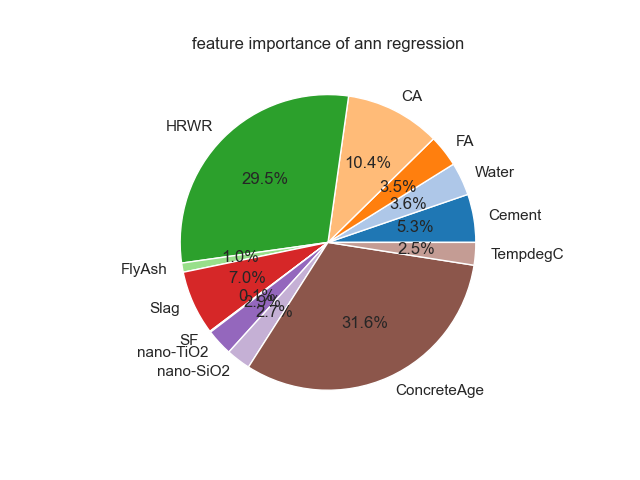 feature importance of ann regression
CA
HRWR
FA
10.4%
Water
29.5%
3.5%
3.6%
Cement
5.3%
TempdegC
2.5%
1.0%
FlyAsh
7.0%
Slag
0.1%
2.9%
2.7%
31.6%
SF
nano-TiO2
nano-SiO2
ConcreteAge